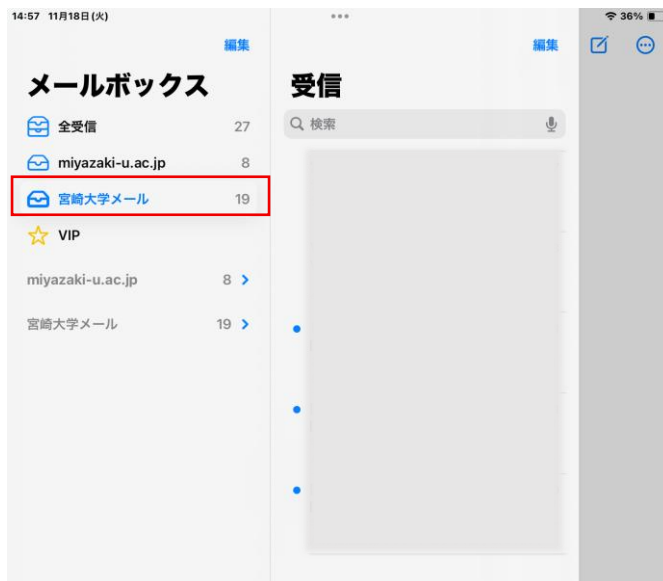 14:57 11月18日(火)
36%
編集
メールボックス
全受信 27
miyazaki-u.ac.jp 8
宮崎大学メール 19
VIP
miyazaki-u.ac.jp 8
宮崎大学メール 19
編集
受信
検索